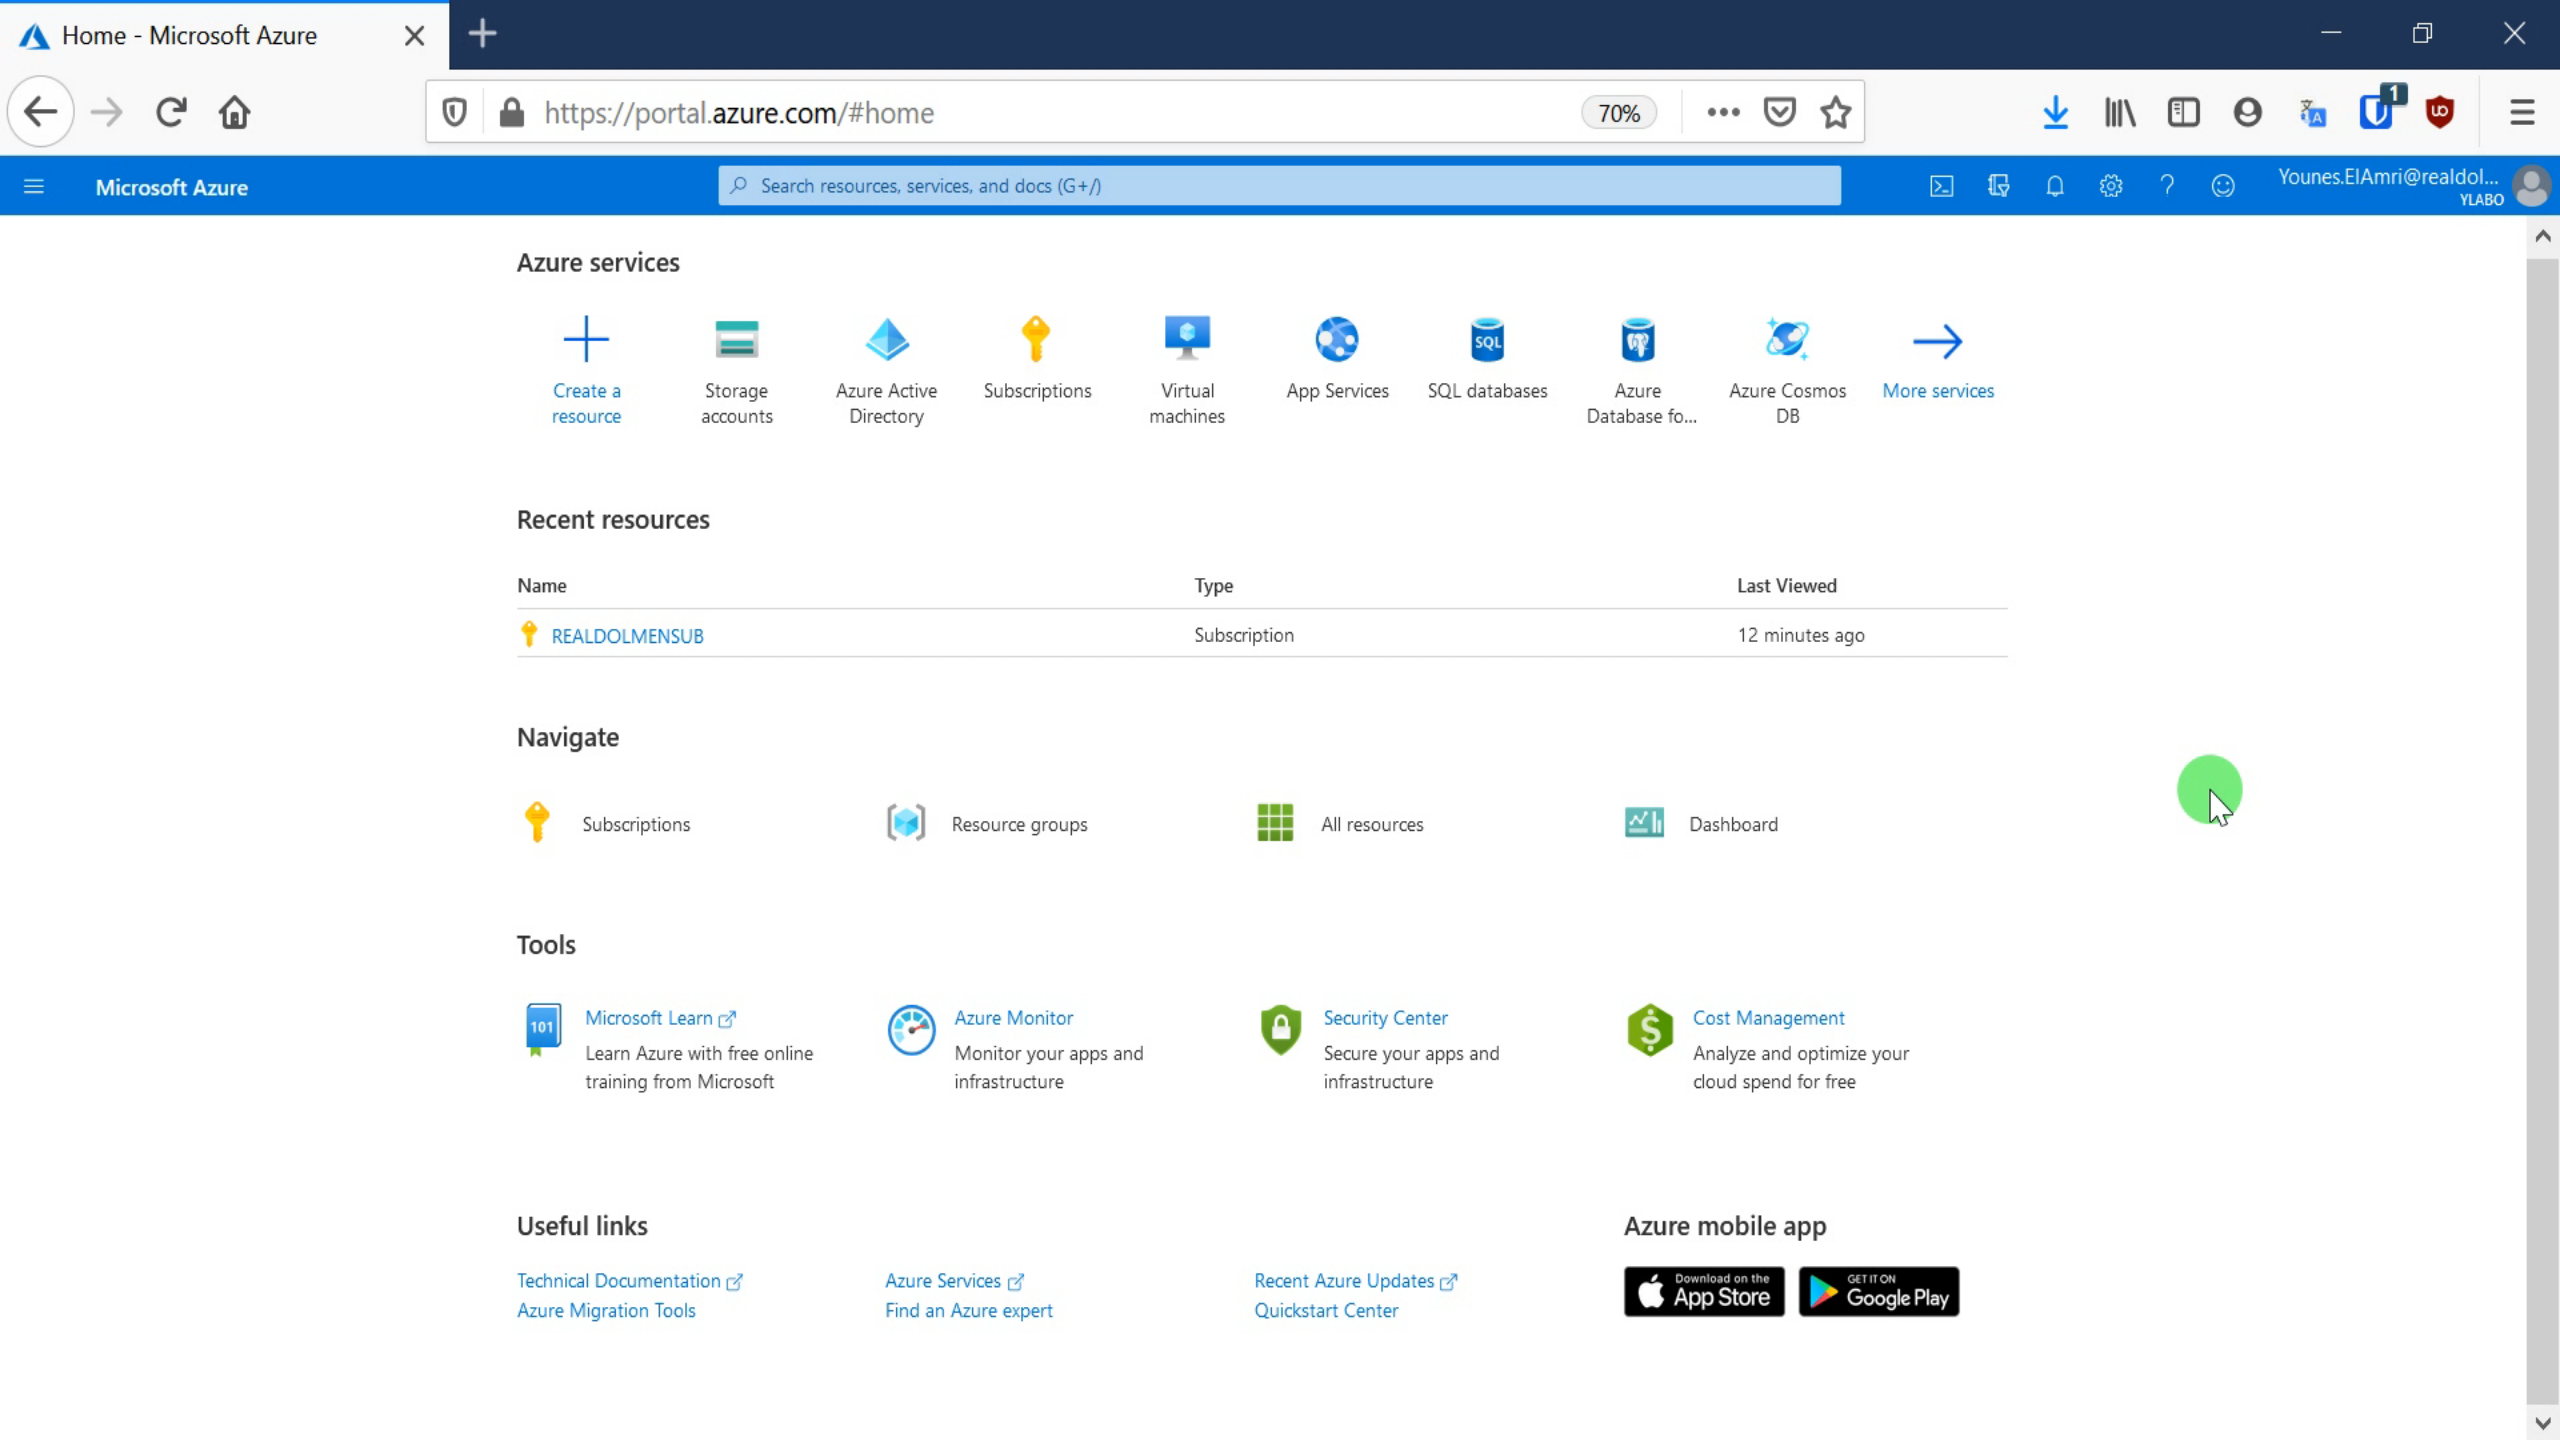 Home - Microsoft Azure
https://portal.azure.com/#home
70%
1
Microsoft Azure
Search resources, services, and docs (G+/)
Younes.ElAmri@realdol...
YLABO
Azure services
Create a
resource
Storage
accounts
Azure Active
Directory
Subscriptions
Virtual
machines
App Services
SQL
SQL databases
Azure
Database fo...
Azure Cosmos
DB
More services
Recent resources
Name Type Last Viewed
REALDOLMENSUB Subscription 12 minutes ago
Navigate
Subscriptions Resource groups All resources Dashboard
Tools
101
Microsoft Learn
Learn Azure with free online
training from Microsoft
Azure Monitor
Monitor your apps and
infrastructure
Security Center
Secure your apps and
infrastructure
$
Cost Management
Analyze and optimize your
cloud spend for free
Useful links
Technical Documentation Azure Services Recent Azure Updates
Azure Migration Tools Find an Azure expert Quickstart Center
Azure mobile app
Download on the
App Store
GET IT ON
Google Play